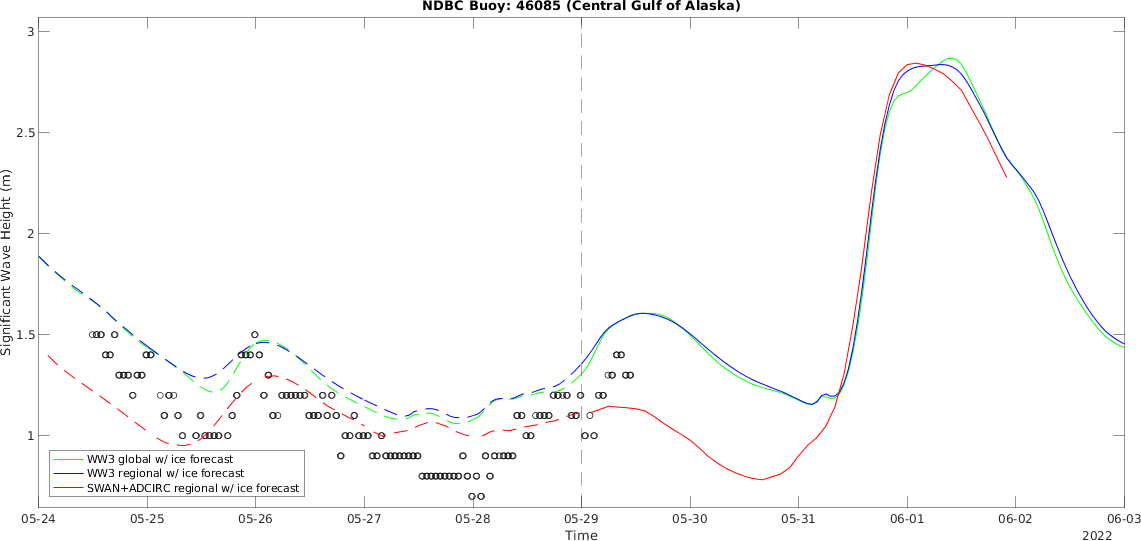 NDBC Buoy: 46085 (Central Gulf of Alaska)
Significant Wave Height (m)
3
2.5
2
1.5
1
WW3 global w/ ice forecast
WW3 regional w/ ice forecast
SWAN+ADCIRC regional w/ ice forecast
05-24 05-25 05-26 05-27 05-28 05-29 05-30 05-31 06-01 06-02 06-03
Time
2022